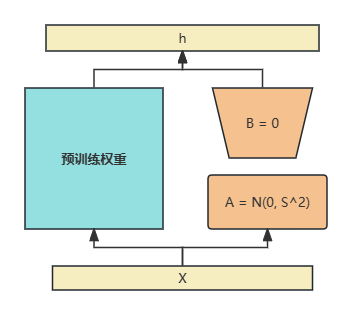 h
预训练权重
B = 0
A = N(0, S^2)
X